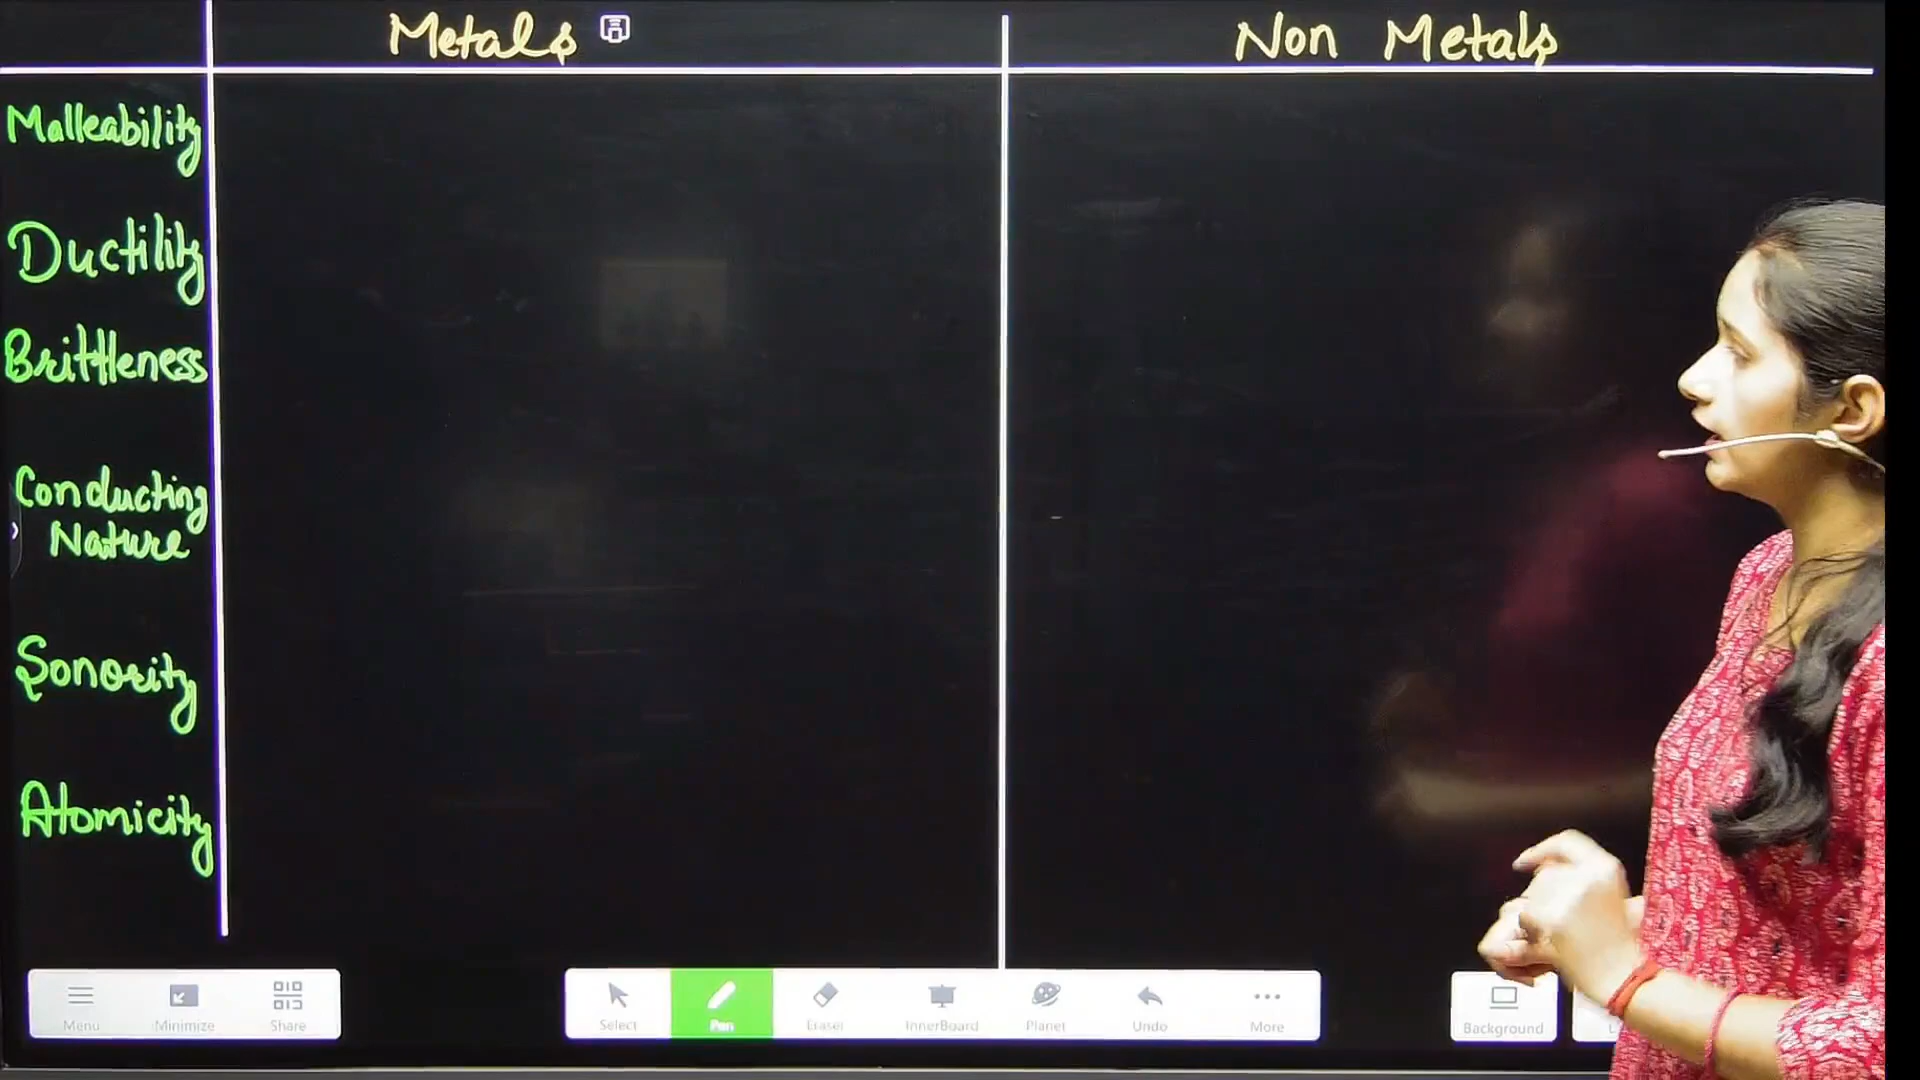 Metals
Non Metals
Malleability
Ductility
Brittleness
Conducting
Nature
Sonority
Atomicity
Menu
Minimize
Share
Select
Pen
Eraser
InnerBoard
Planet
Undo
More
Background